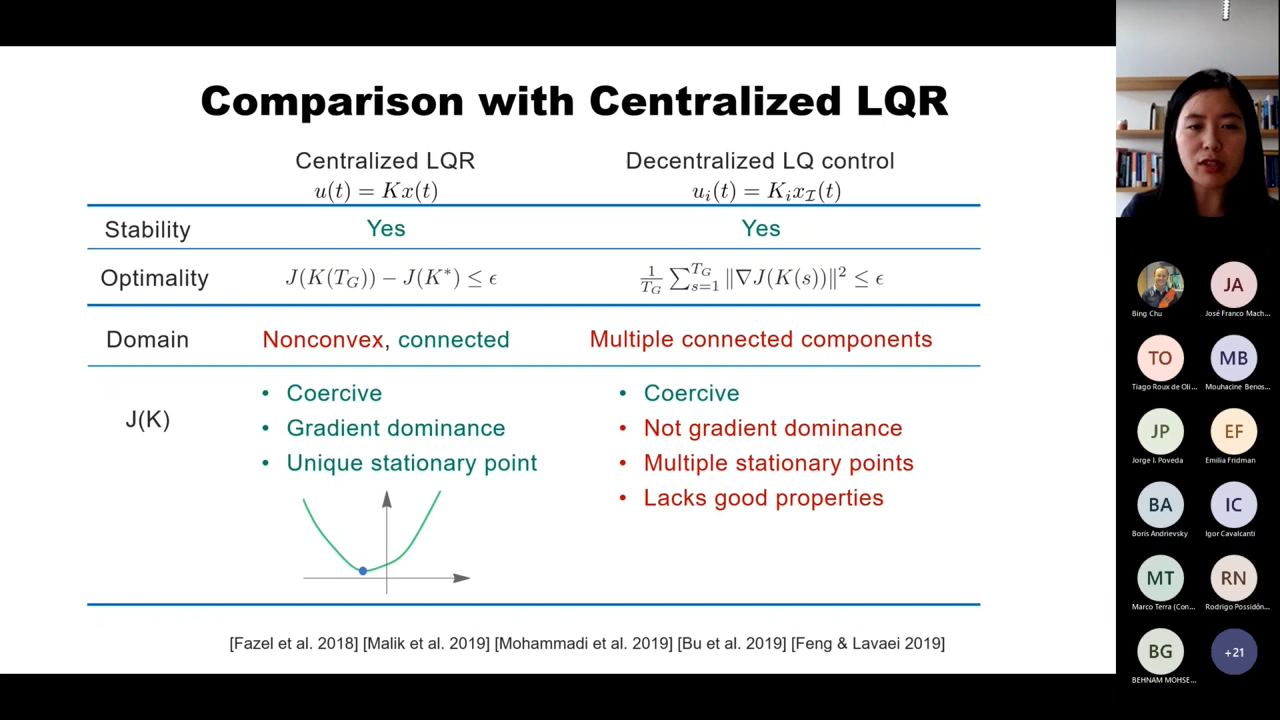 Comparison with Centralized LQR
Centralized LQR
Decentralized LQ control
u(t) = Kx(t)
u_i(t) = K_i x_ℐ(t)
Stability
Yes
Yes
Optimality
J(K(T_G)) − J(K*) ≤ ϵ
1/T_G ∑_{s=1}^{T_G} ‖∇J(K(s))‖² ≤ ϵ
Domain
Nonconvex, connected
Multiple connected components
J(K)
• Coercive
• Gradient dominance
• Unique stationary point
• Coercive
• Not gradient dominance
• Multiple stationary points
• Lacks good properties
[Fazel et al. 2018] [Malik et al. 2019] [Mohammadi et al. 2019] [Bu et al. 2019] [Feng & Lavaei 2019]
Bing Chu
JA
José Franco Mach...
TO
Tiago Roux de Oli...
MB
Mouhacine Benos...
JP
Jorge I. Poveda
EF
Emilia Fridman
BA
Boris Andrievsky
IC
Igor Cavalcanti
MT
Marco Terra (Con...
RN
Rodrigo Possidôn...
BG
BEHNAM MOHSE...
+21